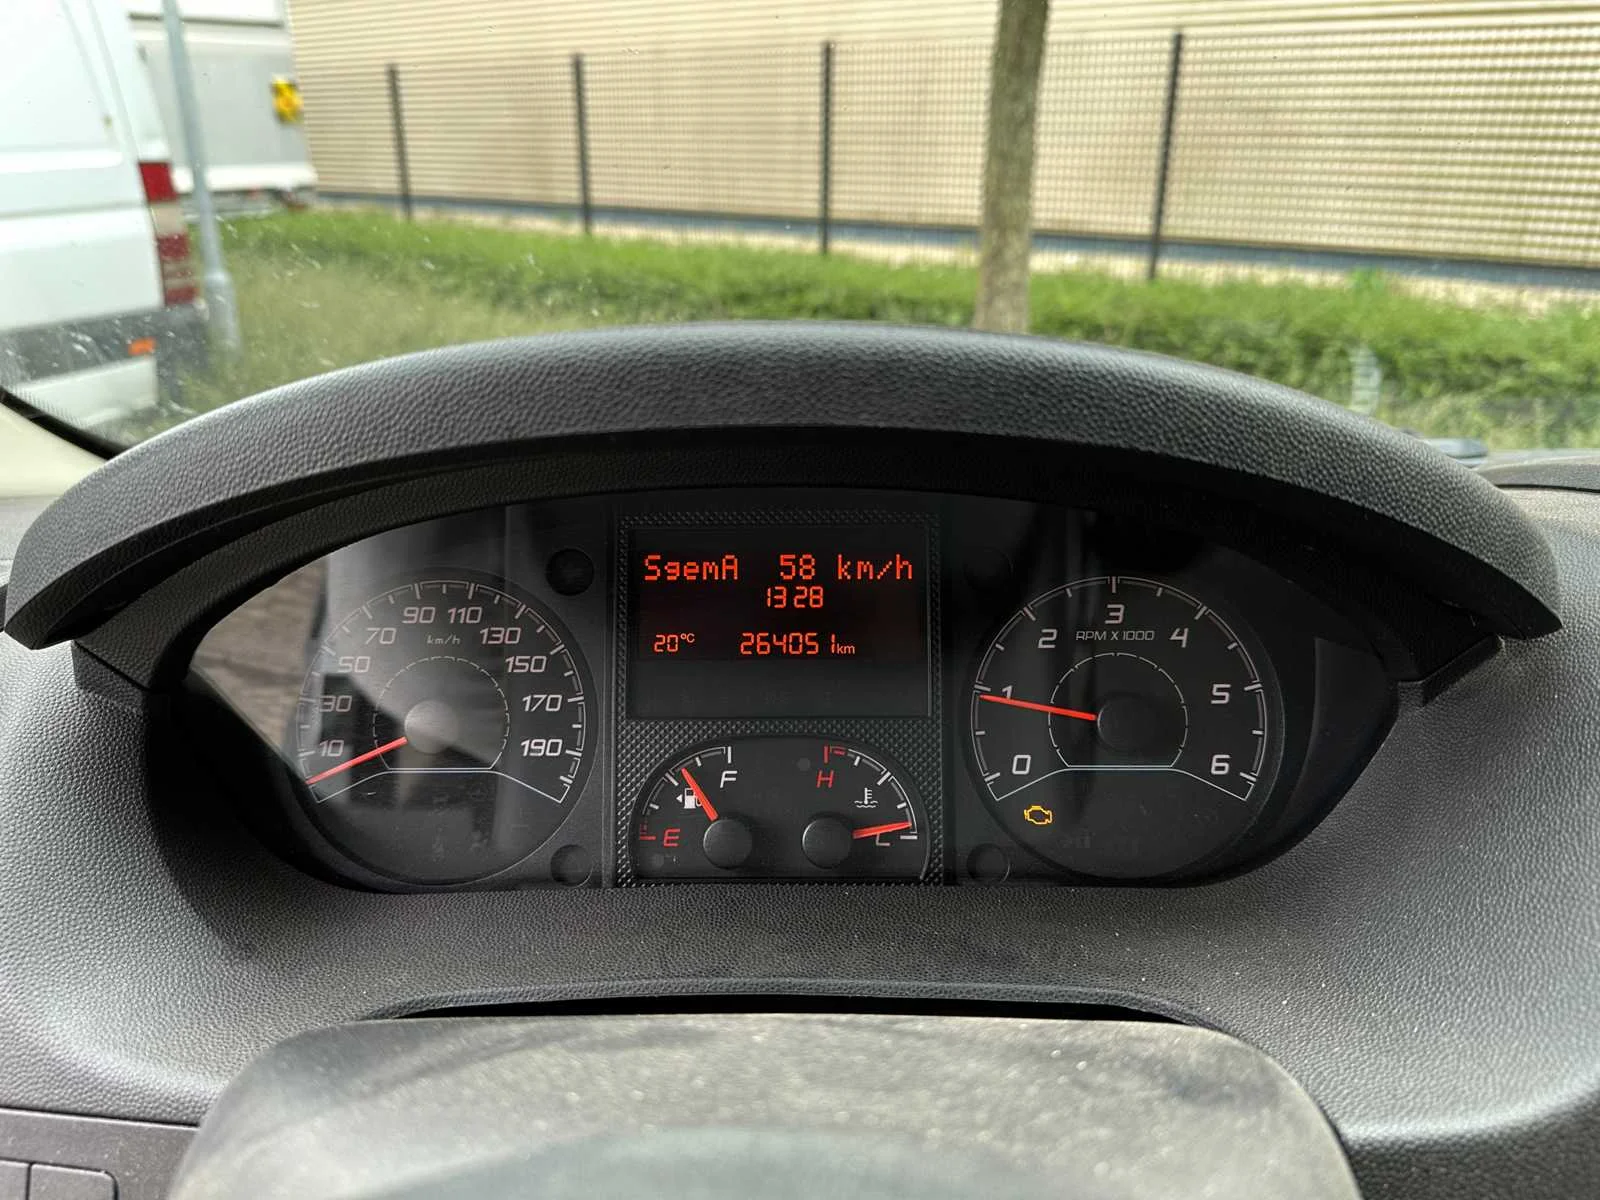 SgemA 58 km/h
13 28
20°C 264051 km
10 30 50 70 90 110 130 150 170 190
km/h
E F
H L
0 1 2 3 4 5 6
RPM X 1000